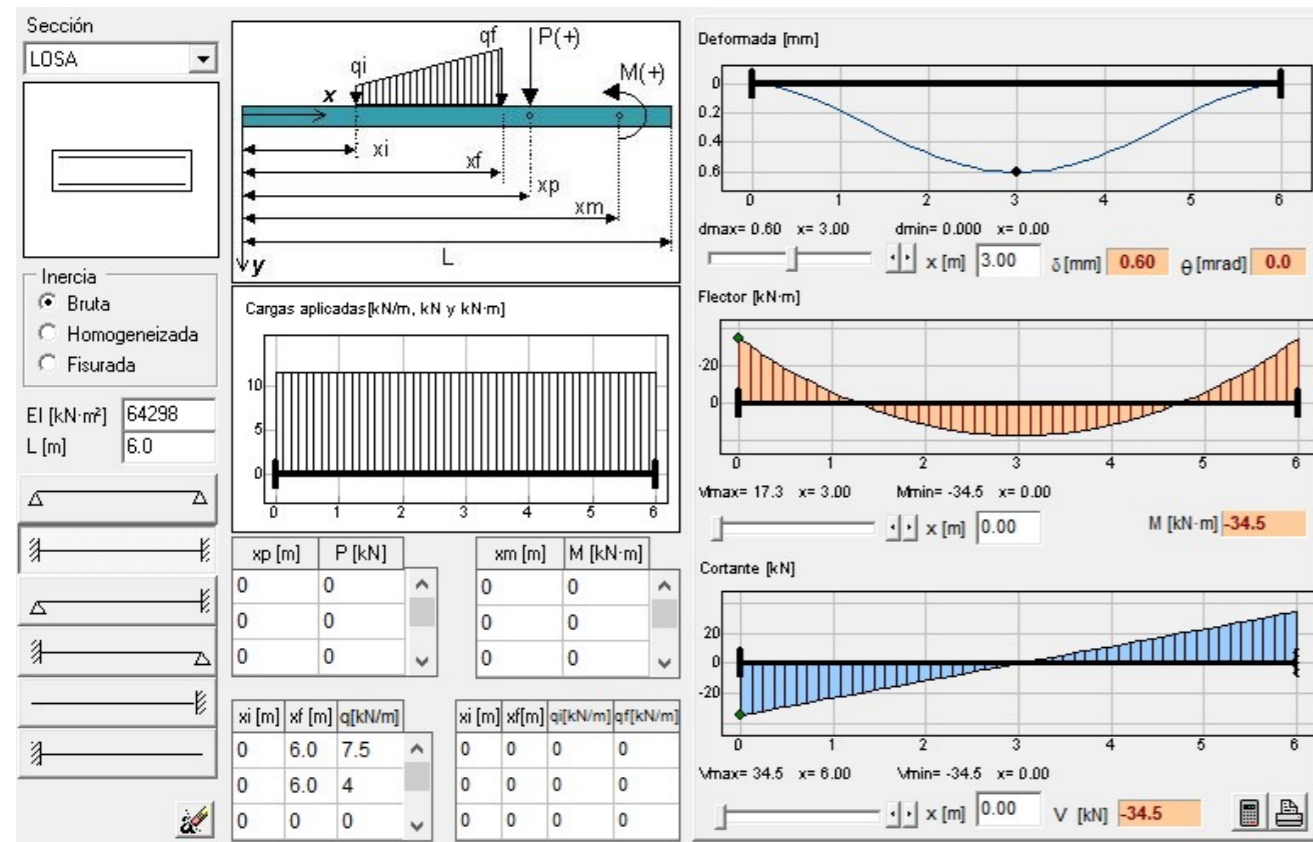 Sección
LOSA
Inercia
Bruta
Homogeneizada
Fisurada
EI [kN·m²] 64298
L [m] 6.0
qi
qf
P(+)
M(+)
x
xi
xf
xp
xm
L
y
Cargas aplicadas[kN/m, kN y kN·m]
10
5
0
0 1 2 3 4 5 6
xp [m] P [kN]
0 0
0 0
0 0
xm [m] M [kN·m]
0 0
0 0
0 0
xi [m] xf [m] q[kN/m]
0 6.0 7.5
0 6.0 4
0 0 0
xi [m] xf[m] qi[kN/m] qf[kN/m]
0 0 0 0
0 0 0 0
0 0 0 0
Deformada [mm]
0
0.2
0.4
0.6
0 1 2 3 4 5 6
dmax= 0.60 x= 3.00 dmin= 0.000 x= 0.00
x [m] 3.00 δ [mm] 0.60 θ [mrad] 0.0
Flector [kN·m]
-20
0
0 1 2 3 4 5 6
Mmax= 17.3 x= 3.00 Mmin= -34.5 x= 0.00
x [m] 0.00 M [kN·m] -34.5
Cortante [kN]
20
0
-20
0 1 2 3 4 5 6
Vmax= 34.5 x= 6.00 Vmin= -34.5 x= 0.00
x [m] 0.00 V [kN] -34.5